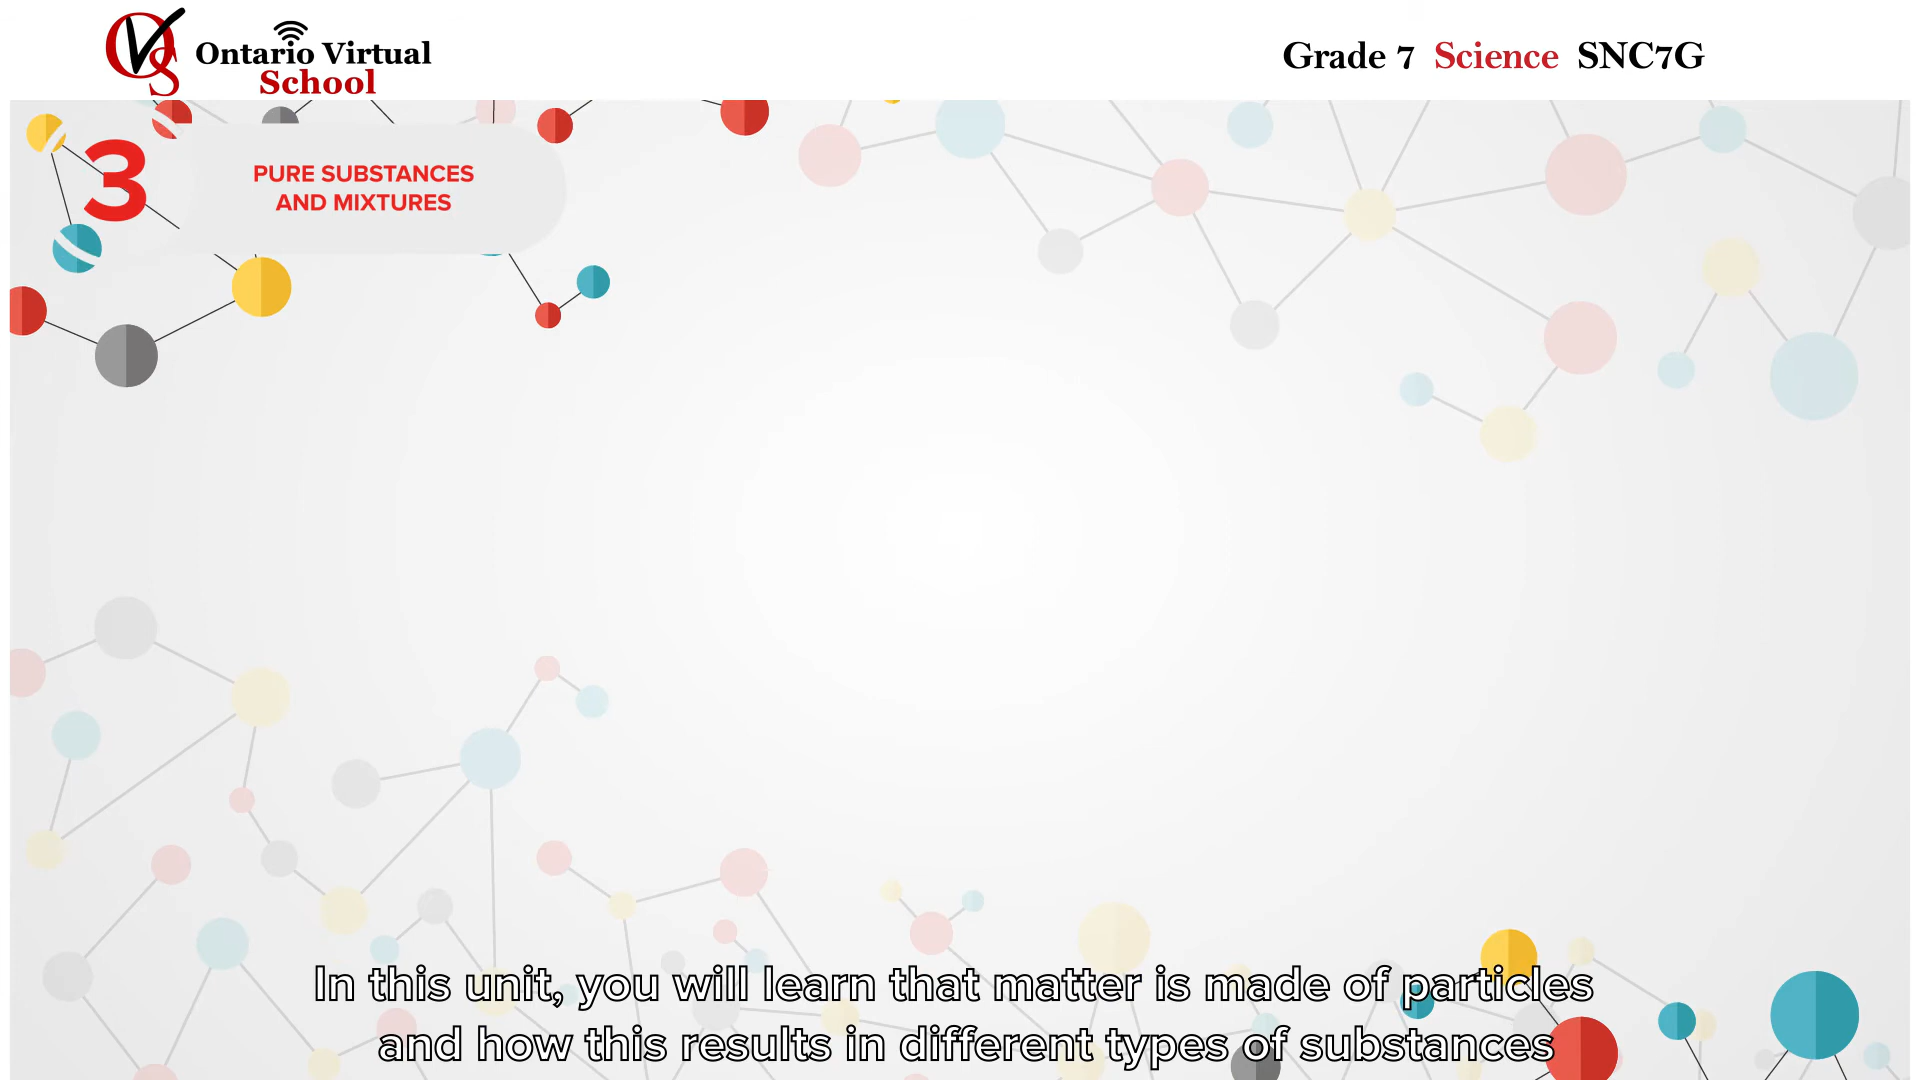 OVS
Ontario Virtual
School
Grade 7 Science SNC7G
3
PURE SUBSTANCES
AND MIXTURES
In this unit, you will learn that matter is made of particles
and how this results in different types of substances